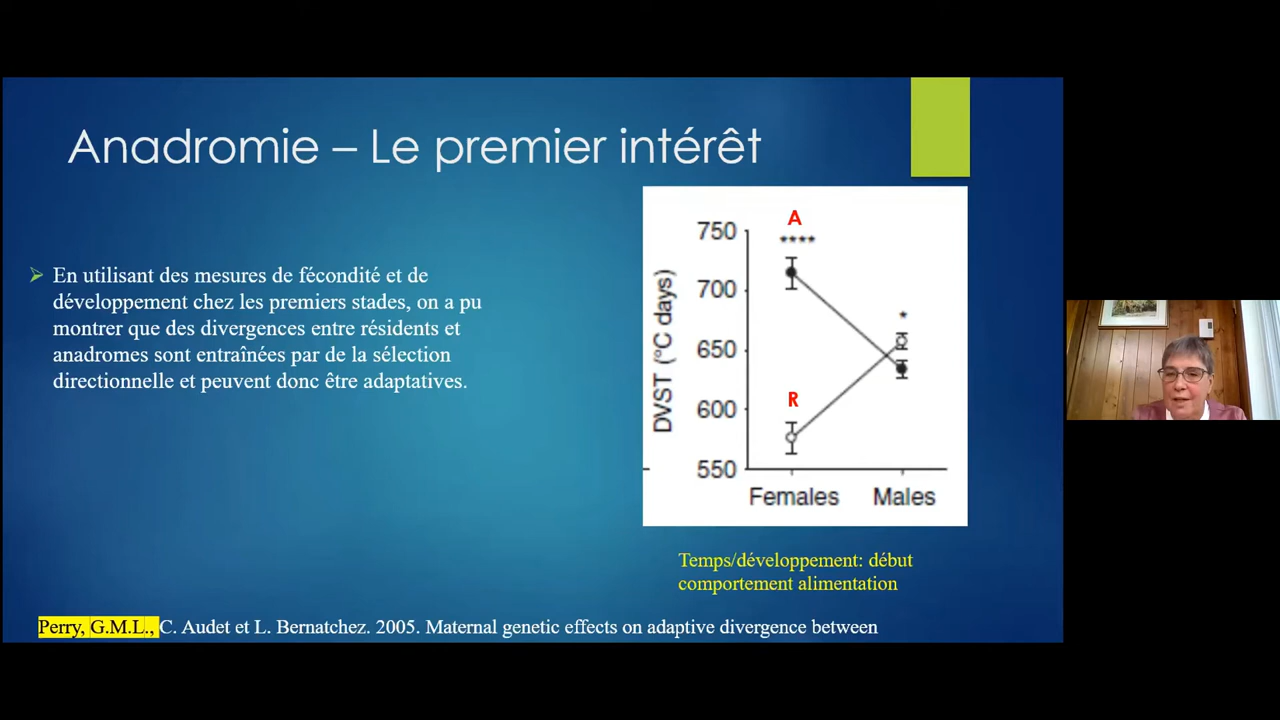 Anadromie – Le premier intérêt
En utilisant des mesures de fécondité et de
développement chez les premiers stades, on a pu
montrer que des divergences entre résidents et
anadromes sont entraînées par de la sélection
directionnelle et peuvent donc être adaptatives.
A
750
****
700
*
650
R
600
550
DVST (°C days)
Females Males
Temps/développement: début
comportement alimentation
Perry, G.M.L., C. Audet et L. Bernatchez. 2005. Maternal genetic effects on adaptive divergence between